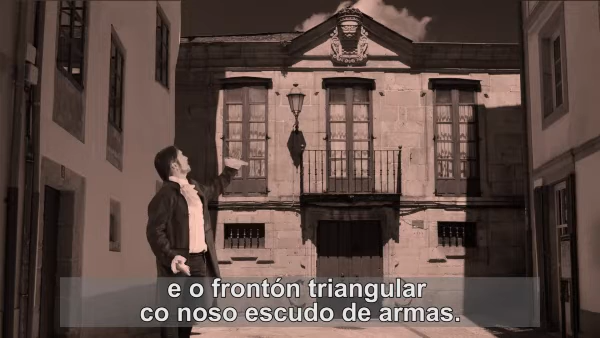 e o frontón triangular
co noso escudo de armas.